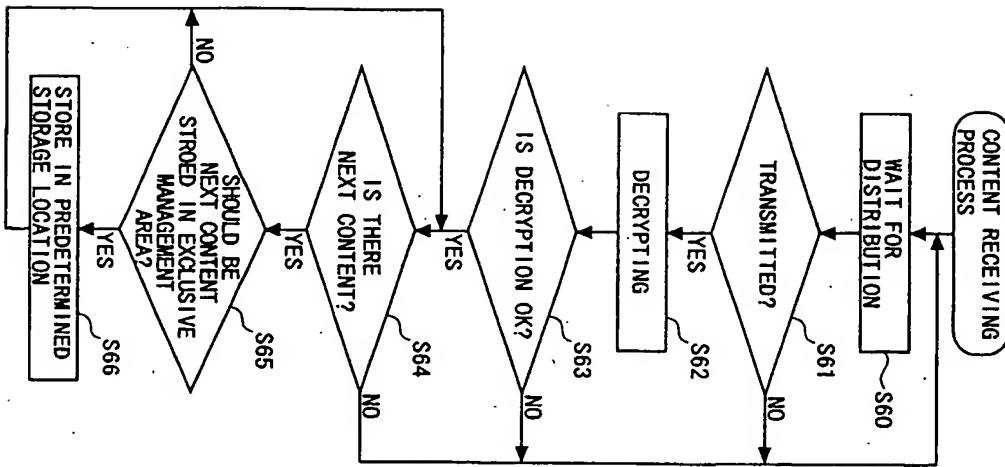 CONTENT RECEIVING
PROCESS
WAIT FOR
DISTRIBUTION
S60
TRANSMITTED?
S61
NO
YES
DECRYPTING
S62
IS DECRYPTION OK?
S63
YES
IS THERE
NEXT CONTENT?
S64
NO
YES
SHOULD BE
NEXT CONTENT
STROED IN EXCLUSIVE
MANAGEMENT
AREA?
S65
NO
YES
STORE IN PREDETERMINED
STORAGE LOCATION
S66